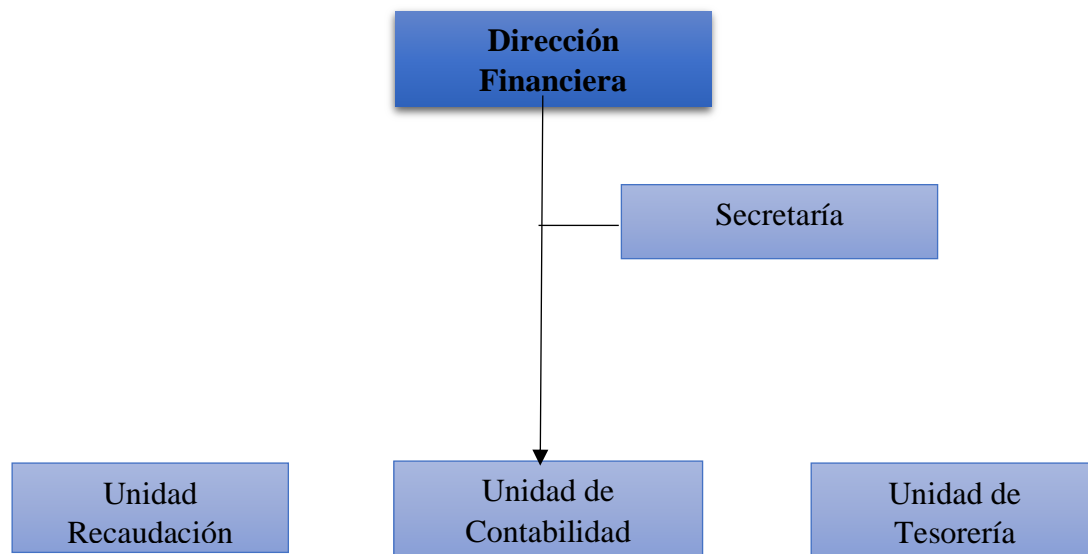 Dirección
Financiera
Secretaría
Unidad
Recaudación
Unidad de
Contabilidad
Unidad de
Tesorería